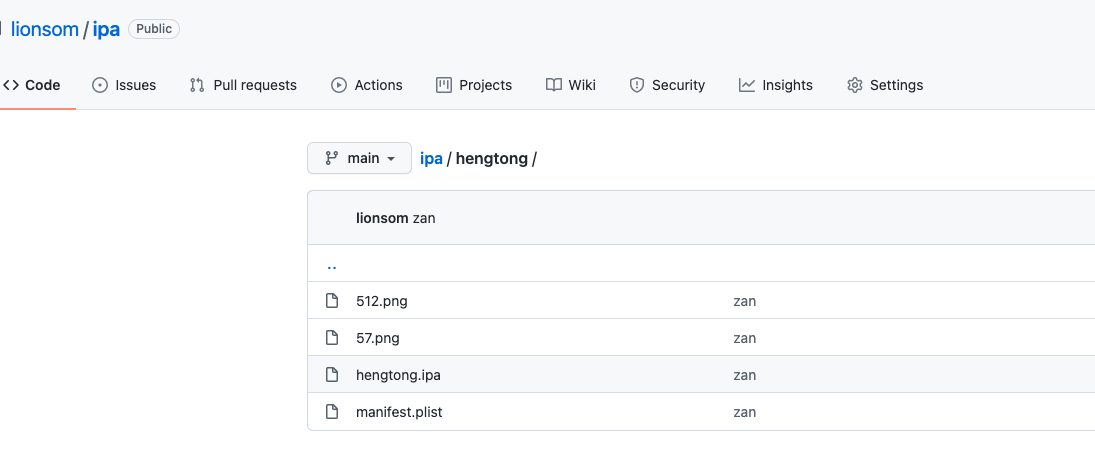 lionsom / ipa Public
Code Issues Pull requests Actions Projects Wiki Security Insights Settings
main ipa / hengtong /
lionsom zan
..
512.png zan
57.png zan
hengtong.ipa zan
manifest.plist zan